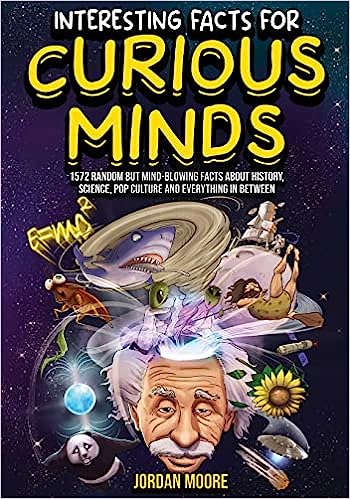 INTERESTING FACTS FOR
CURIOUS
MINDS
1572 RANDOM BUT MIND-BLOWING FACTS ABOUT HISTORY,
SCIENCE, POP CULTURE AND EVERYTHING IN BETWEEN
E=mc²
JORDAN MOORE